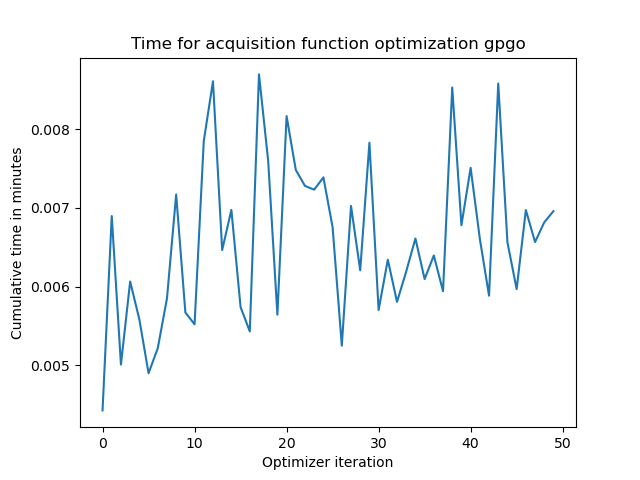 Time for acquisition function optimization gpgo
Cumulative time in minutes
0.008
0.007
0.006
0.005
0 10 20 30 40 50
Optimizer iteration